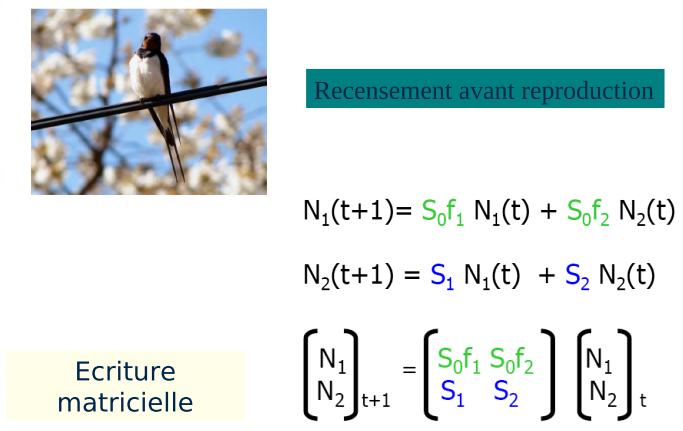 Recensement avant reproduction
N₁(t+1)= S₀f₁ N₁(t) + S₀f₂ N₂(t)
N₂(t+1) = S₁ N₁(t) + S₂ N₂(t)
Ecriture
matricielle
N₁
N₂
t+1
=
S₀f₁ S₀f₂
S₁ S₂
N₁
N₂
t